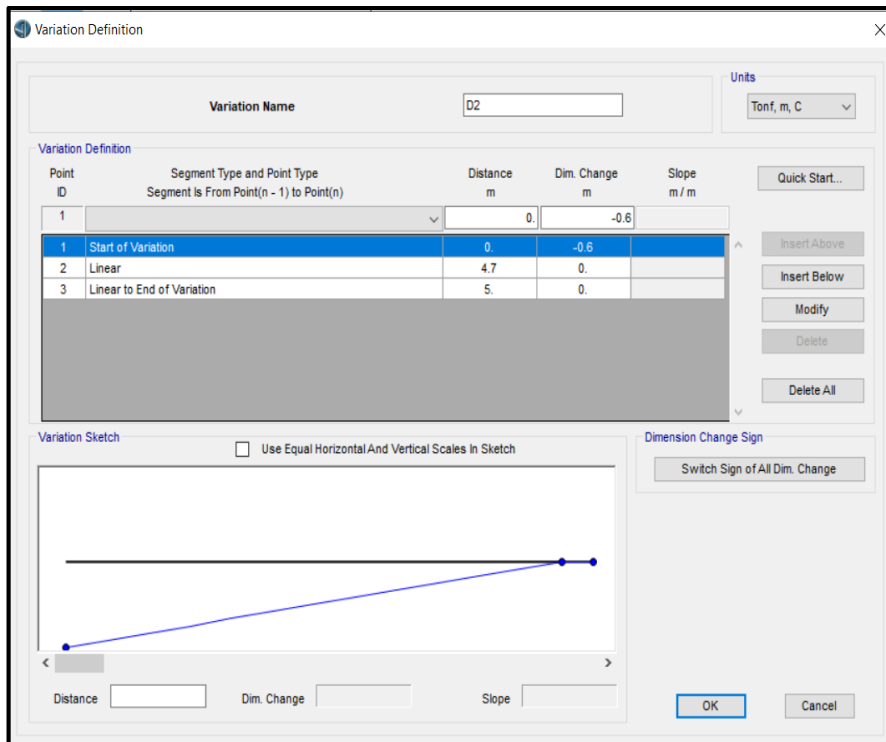 Variation Definition
Units
Variation Name D2 Tonf, m, C
Variation Definition
Point Segment Type and Point Type Distance Dim. Change Slope
ID Segment Is From Point(n - 1) to Point(n) m m m / m
Quick Start...
1 0. -0.6
1 Start of Variation 0. -0.6
2 Linear 4.7 0.
3 Linear to End of Variation 5. 0.
Insert Above
Insert Below
Modify
Delete
Delete All
Variation Sketch
Use Equal Horizontal And Vertical Scales In Sketch
Dimension Change Sign
Switch Sign of All Dim. Change
Distance Dim. Change Slope
OK Cancel